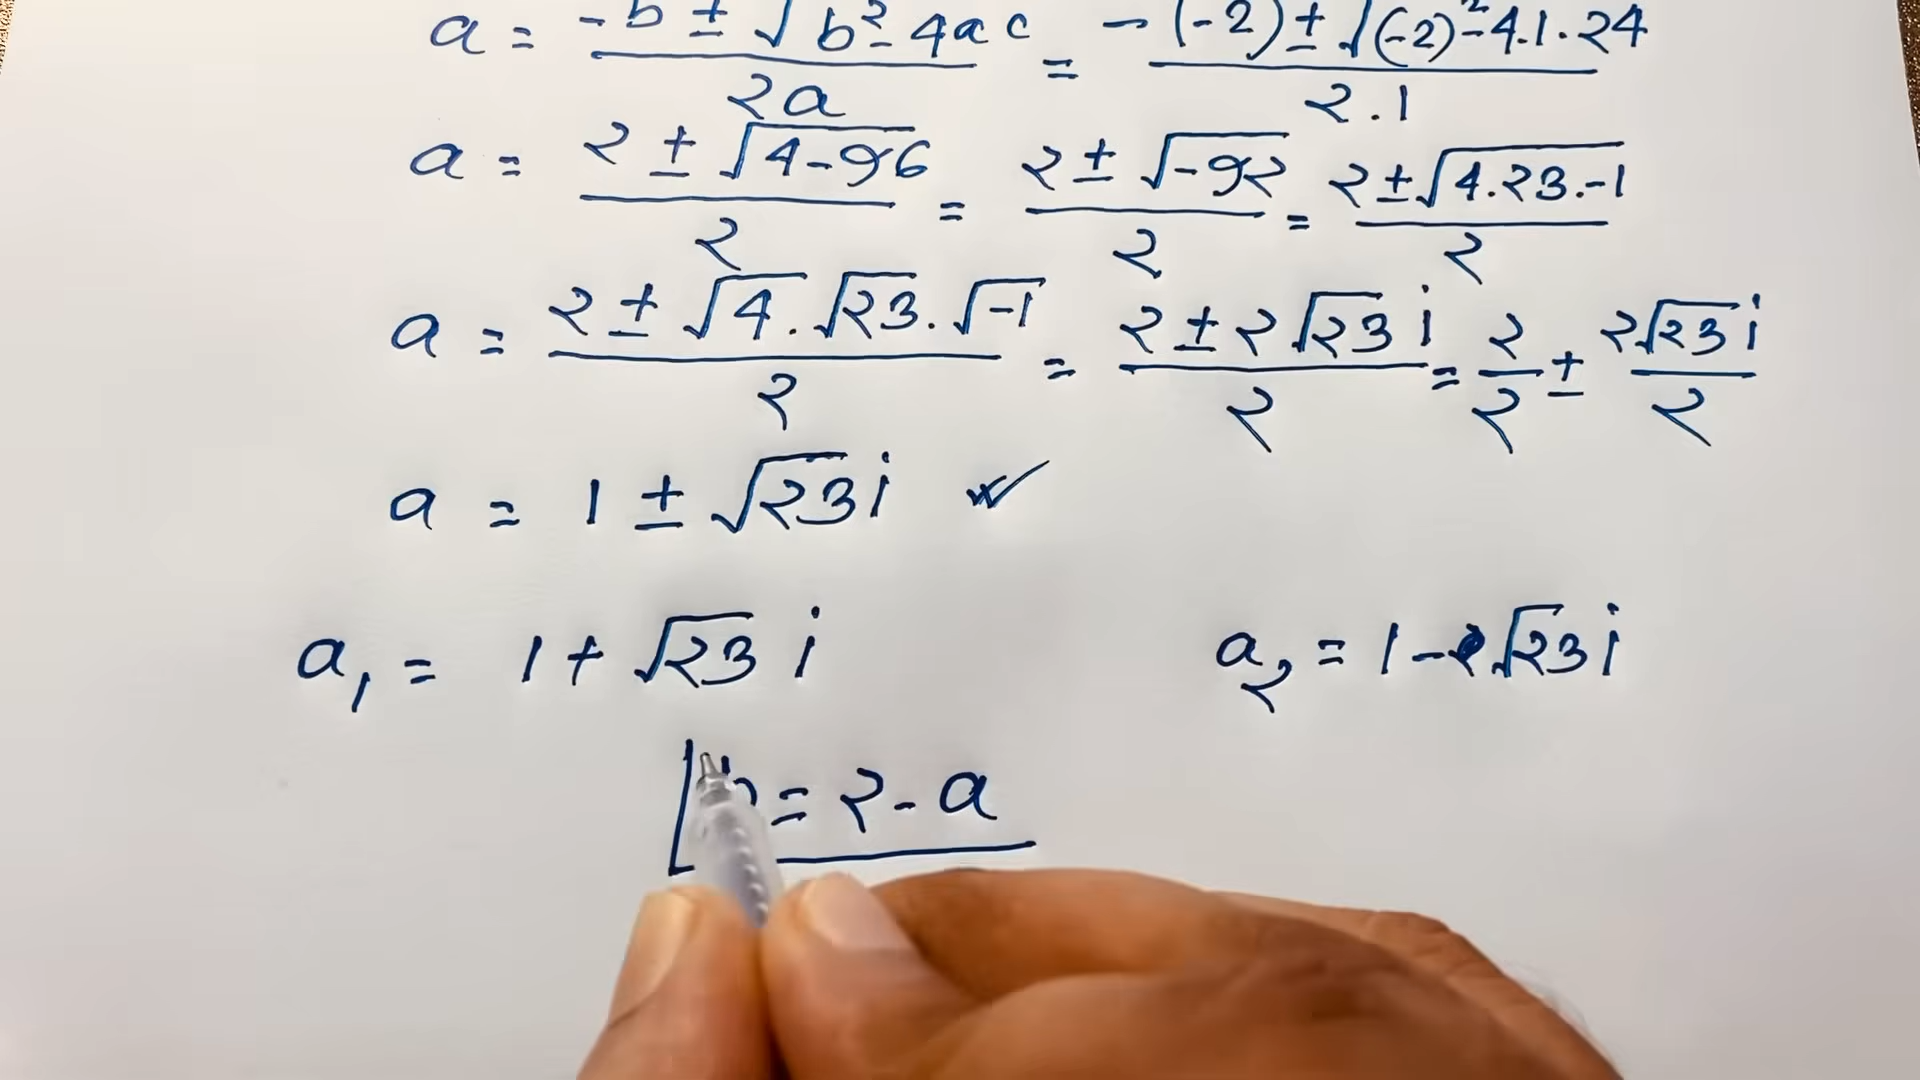 a = (-b ± √(b² - 4ac)) / 2a = (-(-2) ± √((-2)² - 4.1.24)) / 2.1
a = (2 ± √(4-96)) / 2 = (2 ± √(-92)) / 2 = (2 ± √(4.23.-1)) / 2
a = (2 ± √4 . √23 . √-1) / 2 = (2 ± 2√23 i) / 2 = 2/2 ± 2√23 i / 2
a = 1 ± √23 i ✓
a₁ = 1 + √23 i a₂ = 1 - √23 i
b = 2 - a